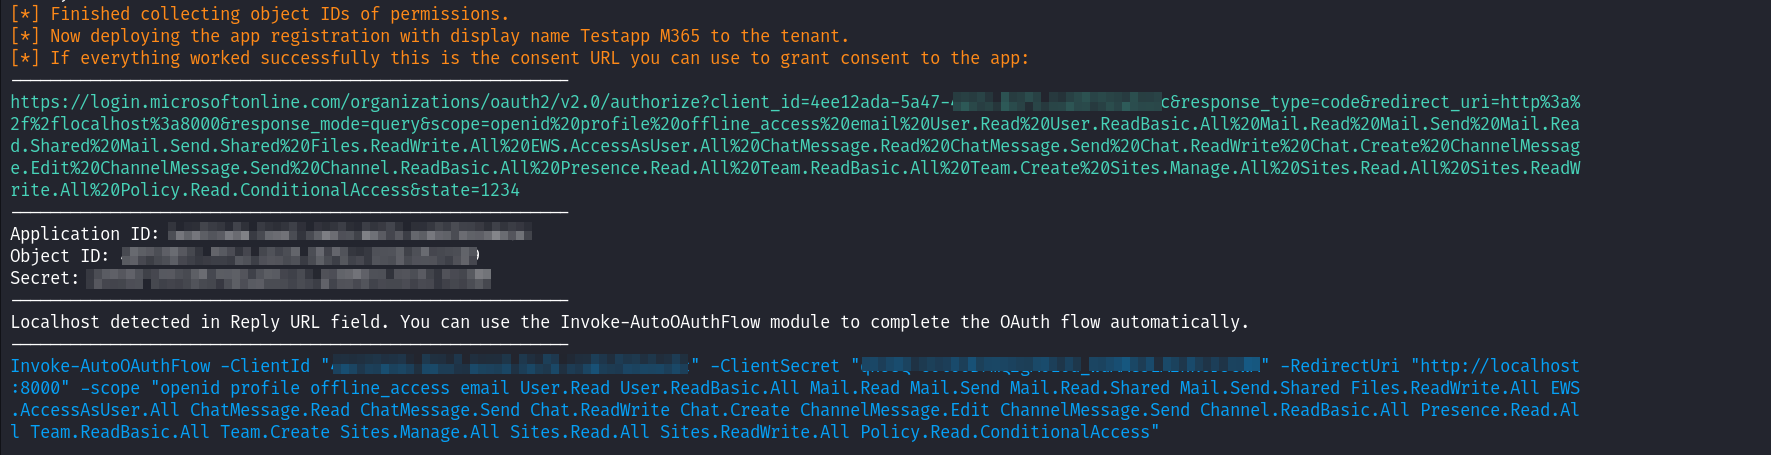 [*] Finished collecting object IDs of permissions.
[*] Now deploying the app registration with display name Testapp M365 to the tenant.
[*] If everything worked successfully this is the consent URL you can use to grant consent to the app:
https://login.microsoftonline.com/organizations/oauth2/v2.0/authorize?client_id=4ee12ada-5a47- c&response_type=code&redirect_uri=http%3a%
2f%2flocalhost%3a8000&response_mode=query&scope=openid%20profile%20offline_access%20email%20User.Read%20User.ReadBasic.All%20Mail.Read%20Mail.Send%20Mail.Rea
d.Shared%20Mail.Send.Shared%20Files.ReadWrite.All%20EWS.AccessAsUser.All%20ChatMessage.Read%20ChatMessage.Send%20Chat.ReadWrite%20Chat.Create%20ChannelMessag
e.Edit%20ChannelMessage.Send%20Channel.ReadBasic.All%20Presence.Read.All%20Team.ReadBasic.All%20Team.Create%20Sites.Manage.All%20Sites.Read.All%20Sites.ReadW
rite.All%20Policy.Read.ConditionalAccess&state=1234
Application ID:
Object ID:
Secret:
Localhost detected in Reply URL field. You can use the Invoke-AutoOAuthFlow module to complete the OAuth flow automatically.
Invoke-AutoOAuthFlow -ClientId "" -ClientSecret "" -RedirectUri "http://localhost
:8000" -scope "openid profile offline_access email User.Read User.ReadBasic.All Mail.Read Mail.Send Mail.Read.Shared Mail.Send.Shared Files.ReadWrite.All EWS
.AccessAsUser.All ChatMessage.Read ChatMessage.Send Chat.ReadWrite Chat.Create ChannelMessage.Edit ChannelMessage.Send Channel.ReadBasic.All Presence.Read.Al
l Team.ReadBasic.All Team.Create Sites.Manage.All Sites.Read.All Sites.ReadWrite.All Policy.Read.ConditionalAccess"